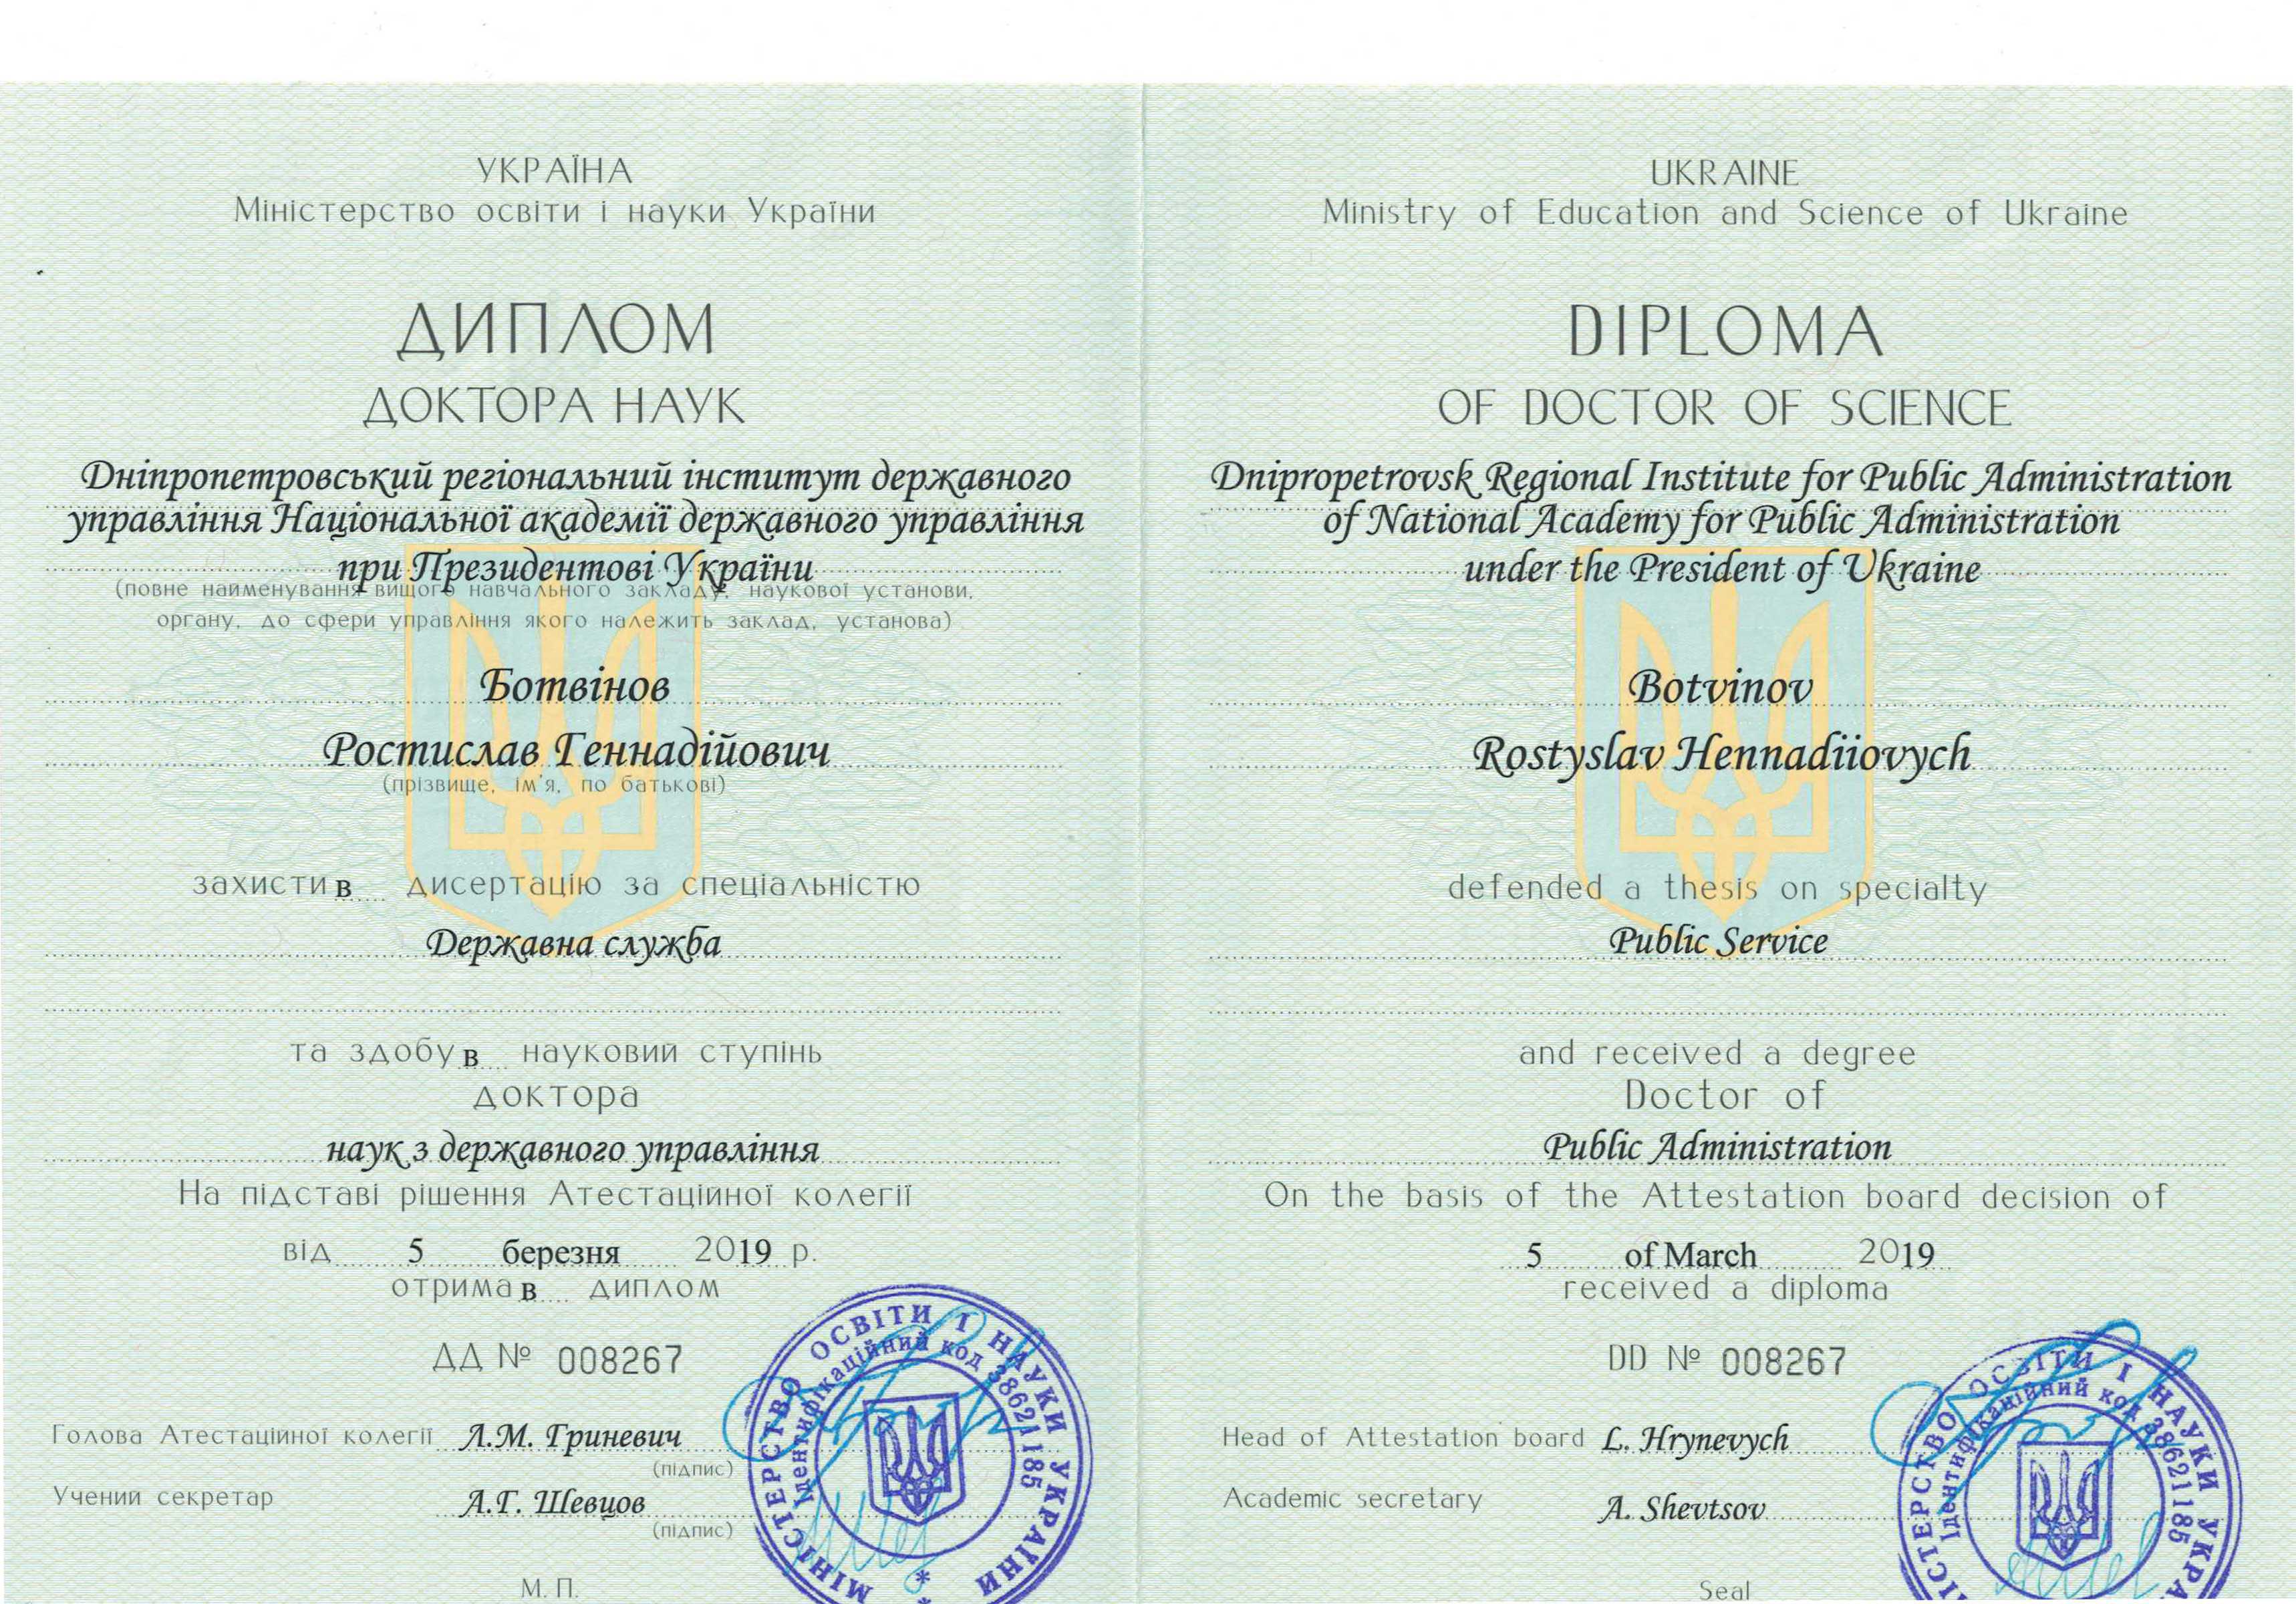 УКРАЇНА
Міністерство освіти і науки України
ДИПЛОМ
ДОКТОРА НАУК
Дніпропетровський регіональний інститут державного
управління Національної академії державного управління
при Президентові України
(повне найменування вищого навчального закладу, наукової установи,
органу, до сфери управління якого належить заклад, установа)
Ботвінов
Ростислав Геннадійович
(прізвище, ім'я, по батькові)
захистив дисертацію за спеціальністю
Державна служба
та здобув науковий ступінь
доктора
наук з державного управління
На підставі рішення Атестаційної колегії
від 5 березня 2019 р.
отримав диплом
ДД № 008267
Голова Атестаційної колегії Л.М. Гриневич
(підпис)
Учений секретар А.Г. Шевцов
(підпис)
М. П.
МІНІСТЕРСТВО ОСВІТИ І НАУКИ УКРАЇНИ
Ідентифікаційний код 38621185
UKRAINE
Ministry of Education and Science of Ukraine
DIPLOMA
OF DOCTOR OF SCIENCE
Dnipropetrovsk Regional Institute for Public Administration
of National Academy for Public Administration
under the President of Ukraine
Botvinov
Rostyslav Hennadiiovych
defended a thesis on specialty
Public Service
and received a degree
Doctor of
Public Administration
On the basis of the Attestation board decision of
5 of March 2019
received a diploma
DD № 008267
Head of Attestation board L. Hrynevych
Academic secretary A. Shevtsov
Seal
ОСВІТИ І НАУКИ
Ідентифікаційний код 38621185